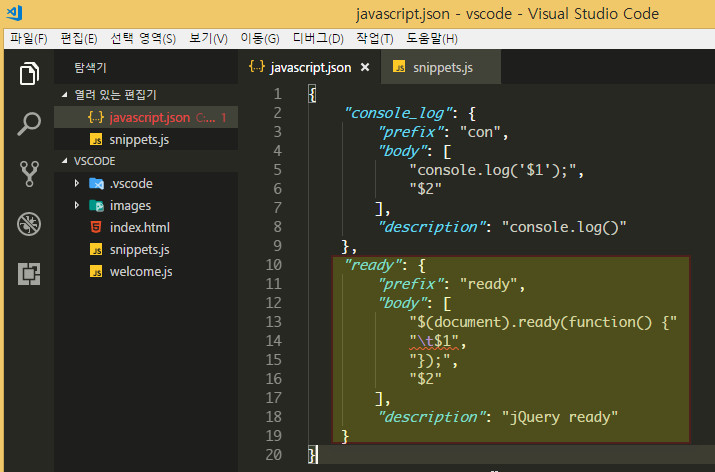 javascript.json - vscode - Visual Studio Code
파일(F) 편집(E) 선택 영역(S) 보기(V) 이동(G) 디버그(D) 작업(T) 도움말(H)
탐색기
열려 있는 편집기
javascript.json C:... 1
snippets.js
VSCODE
.vscode
images
index.html
snippets.js
welcome.js
javascript.json × snippets.js
1 {
2 "console_log": {
3 "prefix": "con",
4 "body": [
5 "console.log('$1');",
6 "$2"
7 ],
8 "description": "console.log()"
9 },
10 "ready": {
11 "prefix": "ready",
12 "body": [
13 "$(document).ready(function() {"
14 "\t$1",
15 "});",
16 "$2"
17 ],
18 "description": "jQuery ready"
19 }
20 }